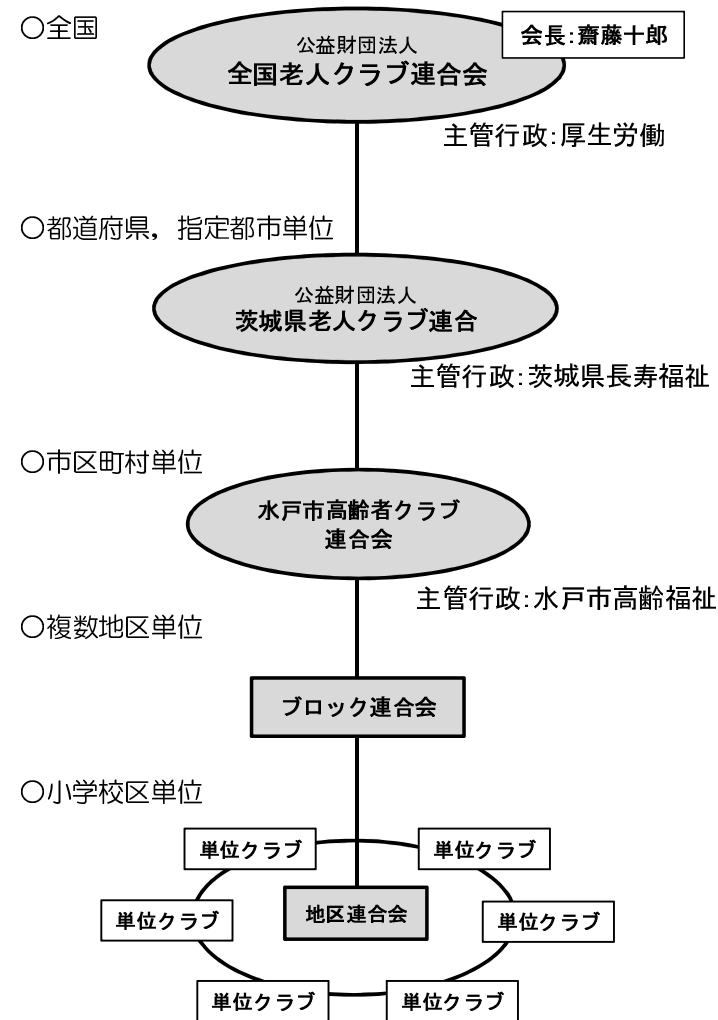 ○全国
会長:齋藤十郎
公益財団法人
全国老人クラブ連合会
主管行政:厚生労働
○都道府県，指定都市単位
公益財団法人
茨城県老人クラブ連合
主管行政:茨城県長寿福祉
○市区町村単位
水戸市高齢者クラブ
連合会
主管行政:水戸市高齢福祉
○複数地区単位
ブロック連合会
○小学校区単位
単位クラブ
単位クラブ
単位クラブ
地区連合会
単位クラブ
単位クラブ
単位クラブ